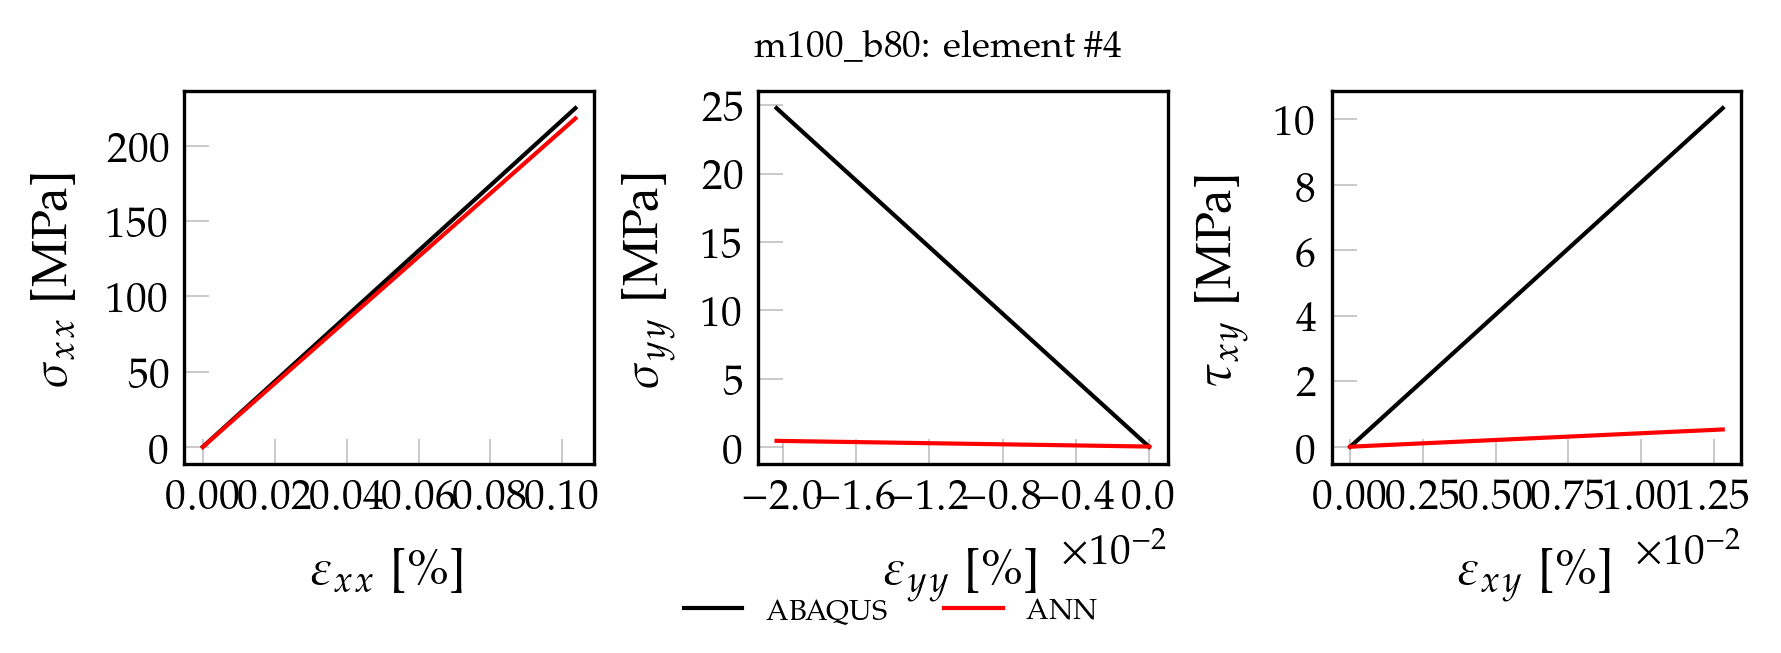 m100_b80: element #4
200
150
100
50
0
σxx [MPa]
0.00 0.02 0.04 0.06 0.08 0.10
εxx [%]
25
20
15
10
5
0
σyy [MPa]
−2.0 −1.6 −1.2 −0.8 −0.4 0.0
×10−2
εyy [%]
10
8
6
4
2
0
τxy [MPa]
0.00 0.25 0.50 0.75 1.00 1.25
×10−2
εxy [%]
ABAQUS
ANN